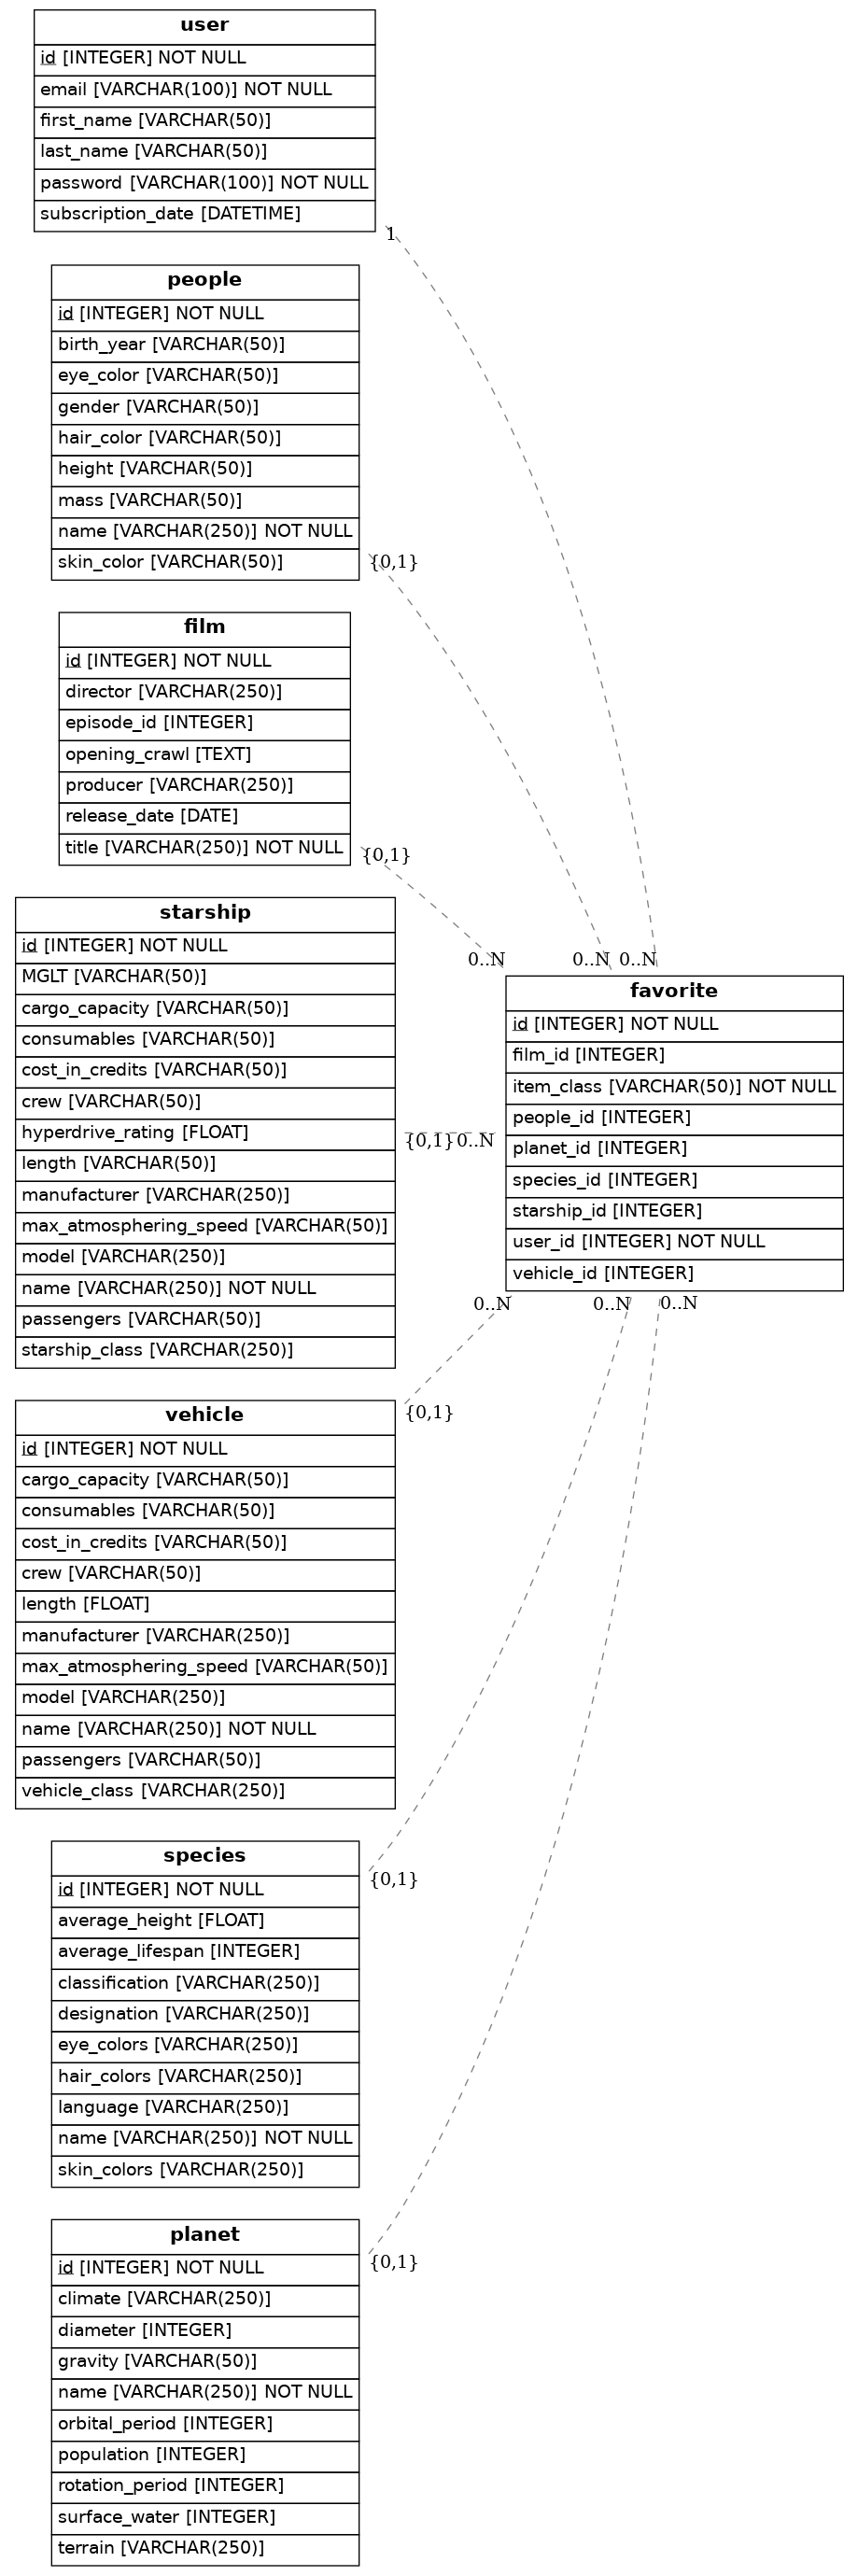 user
id [INTEGER] NOT NULL
email [VARCHAR(100)] NOT NULL
first_name [VARCHAR(50)]
last_name [VARCHAR(50)]
password [VARCHAR(100)] NOT NULL
subscription_date [DATETIME]
1
people
id [INTEGER] NOT NULL
birth_year [VARCHAR(50)]
eye_color [VARCHAR(50)]
gender [VARCHAR(50)]
hair_color [VARCHAR(50)]
height [VARCHAR(50)]
mass [VARCHAR(50)]
name [VARCHAR(250)] NOT NULL
skin_color [VARCHAR(50)]
{0,1}
film
id [INTEGER] NOT NULL
director [VARCHAR(250)]
episode_id [INTEGER]
opening_crawl [TEXT]
producer [VARCHAR(250)]
release_date [DATE]
title [VARCHAR(250)] NOT NULL
{0,1}
starship
id [INTEGER] NOT NULL
MGLT [VARCHAR(50)]
cargo_capacity [VARCHAR(50)]
consumables [VARCHAR(50)]
cost_in_credits [VARCHAR(50)]
crew [VARCHAR(50)]
hyperdrive_rating [FLOAT]
length [VARCHAR(50)]
manufacturer [VARCHAR(250)]
max_atmosphering_speed [VARCHAR(50)]
model [VARCHAR(250)]
name [VARCHAR(250)] NOT NULL
passengers [VARCHAR(50)]
starship_class [VARCHAR(250)]
{0,1} 0..N
0..N 0..N 0..N
favorite
id [INTEGER] NOT NULL
film_id [INTEGER]
item_class [VARCHAR(50)] NOT NULL
people_id [INTEGER]
planet_id [INTEGER]
species_id [INTEGER]
starship_id [INTEGER]
user_id [INTEGER] NOT NULL
vehicle_id [INTEGER]
0..N 0..N 0..N
vehicle
id [INTEGER] NOT NULL
cargo_capacity [VARCHAR(50)]
consumables [VARCHAR(50)]
cost_in_credits [VARCHAR(50)]
crew [VARCHAR(50)]
length [FLOAT]
manufacturer [VARCHAR(250)]
max_atmosphering_speed [VARCHAR(50)]
model [VARCHAR(250)]
name [VARCHAR(250)] NOT NULL
passengers [VARCHAR(50)]
vehicle_class [VARCHAR(250)]
{0,1}
species
id [INTEGER] NOT NULL
average_height [FLOAT]
average_lifespan [INTEGER]
classification [VARCHAR(250)]
designation [VARCHAR(250)]
eye_colors [VARCHAR(250)]
hair_colors [VARCHAR(250)]
language [VARCHAR(250)]
name [VARCHAR(250)] NOT NULL
skin_colors [VARCHAR(250)]
{0,1}
planet
id [INTEGER] NOT NULL
climate [VARCHAR(250)]
diameter [INTEGER]
gravity [VARCHAR(50)]
name [VARCHAR(250)] NOT NULL
orbital_period [INTEGER]
population [INTEGER]
rotation_period [INTEGER]
surface_water [INTEGER]
terrain [VARCHAR(250)]
{0,1}